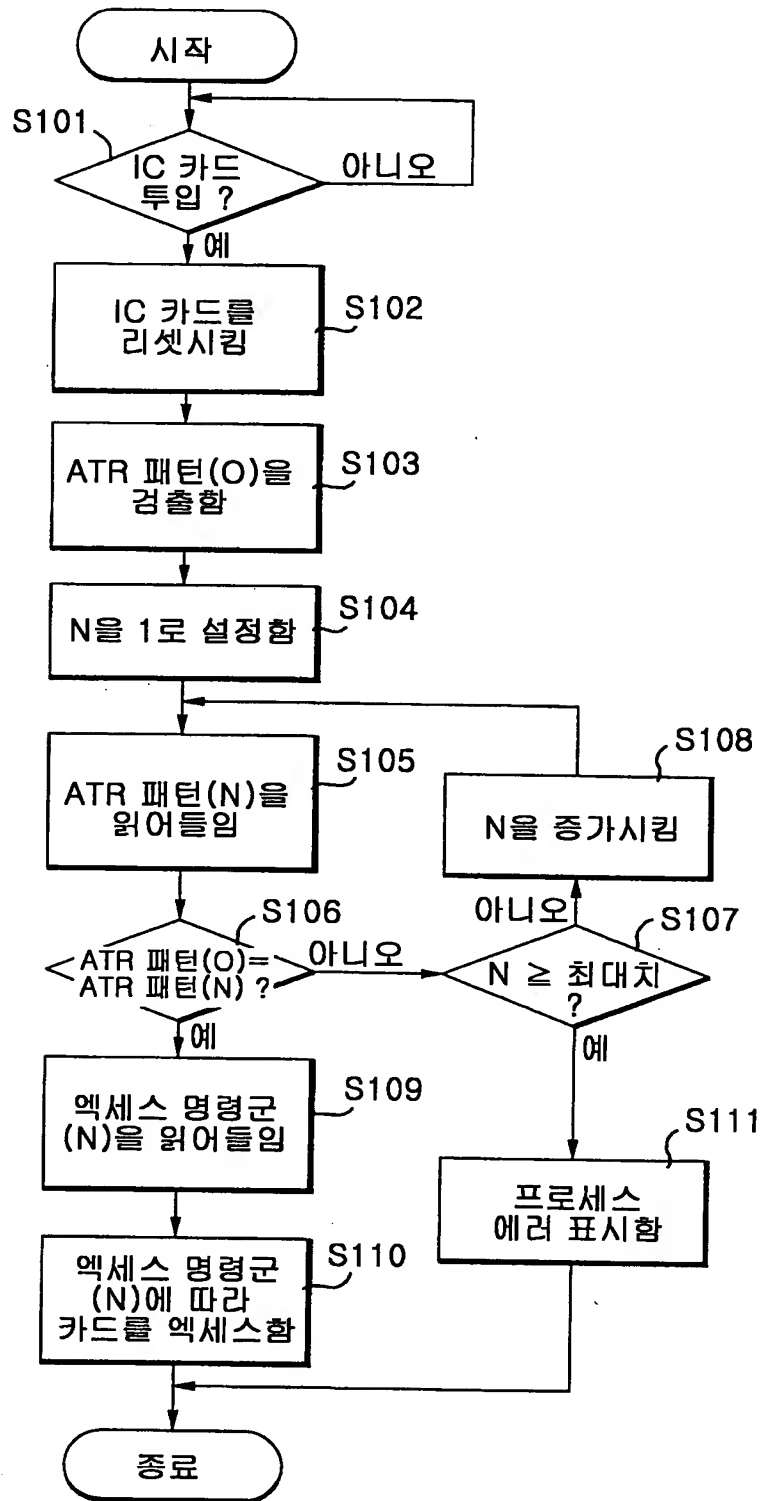 시작
S101
IC 카드
투입 ?
아니오
예
IC 카드를
리셋시킴
S102
ATR 패턴(O)을
검출함
S103
N을 1로 설정함
S104
ATR 패턴(N)을
읽어들임
S105
N을 증가시킴
S108
ATR 패턴(O)=
ATR 패턴(N) ?
S106
아니오
예
N ≧ 최대치
?
S107
아니오
예
엑세스 명령군
(N)을 읽어들임
S109
프로세스
에러 표시함
S111
엑세스 명령군
(N)에 따라
카드를 엑세스함
S110
종료